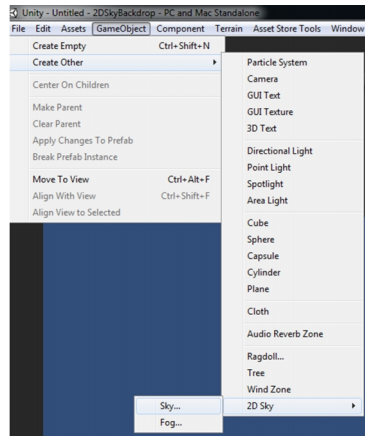 Unity - Untitled - 2DSkyBackdrop - PC and Mac Standalone
File Edit Assets GameObject Component Terrain Asset Store Tools Window
Create Empty Ctrl+Shift+N
Create Other
Center On Children
Make Parent
Clear Parent
Apply Changes To Prefab
Break Prefab Instance
Move To View Ctrl+Alt+F
Align With View Ctrl+Shift+F
Align View to Selected
Particle System
Camera
GUI Text
GUI Texture
3D Text
Directional Light
Point Light
Spotlight
Area Light
Cube
Sphere
Capsule
Cylinder
Plane
Cloth
Audio Reverb Zone
Ragdoll...
Tree
Wind Zone
2D Sky
Sky...
Fog...